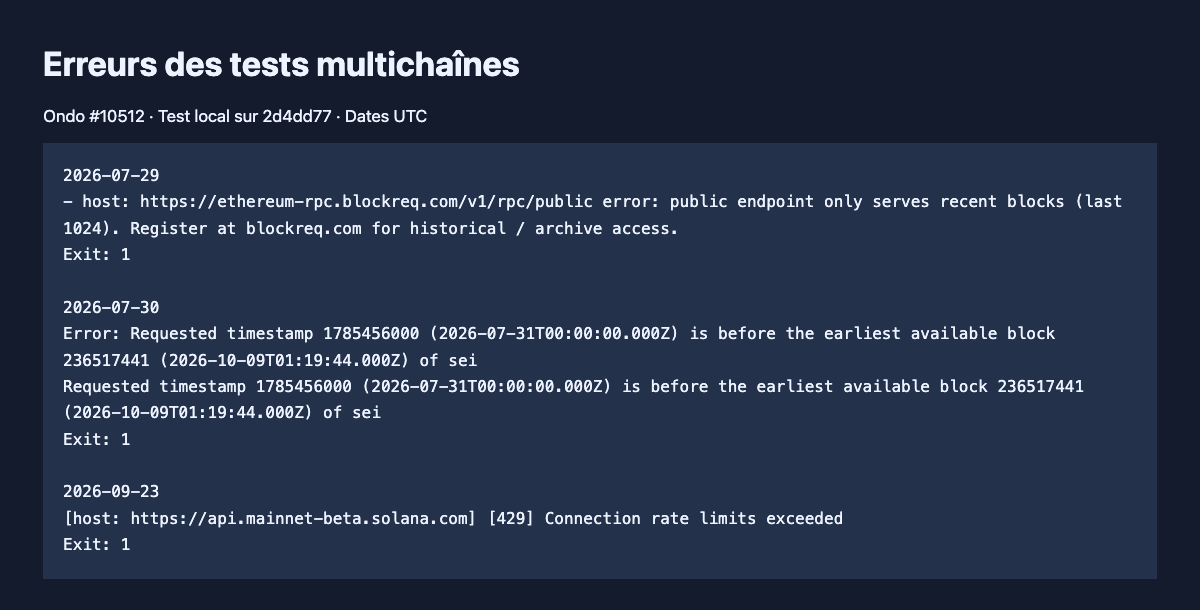 Erreurs des tests multichaînes
Ondo #10512 · Test local sur 2d4dd77 · Dates UTC
2026-07-29
- host: https://ethereum-rpc.blockreq.com/v1/rpc/public error: public endpoint only serves recent blocks (last
1024). Register at blockreq.com for historical / archive access.
Exit: 1
2026-07-30
Error: Requested timestamp 1785456000 (2026-07-31T00:00:00.000Z) is before the earliest available block
236517441 (2026-10-09T01:19:44.000Z) of sei
Requested timestamp 1785456000 (2026-07-31T00:00:00.000Z) is before the earliest available block 236517441
(2026-10-09T01:19:44.000Z) of sei
Exit: 1
2026-09-23
[host: https://api.mainnet-beta.solana.com] [429] Connection rate limits exceeded
Exit: 1